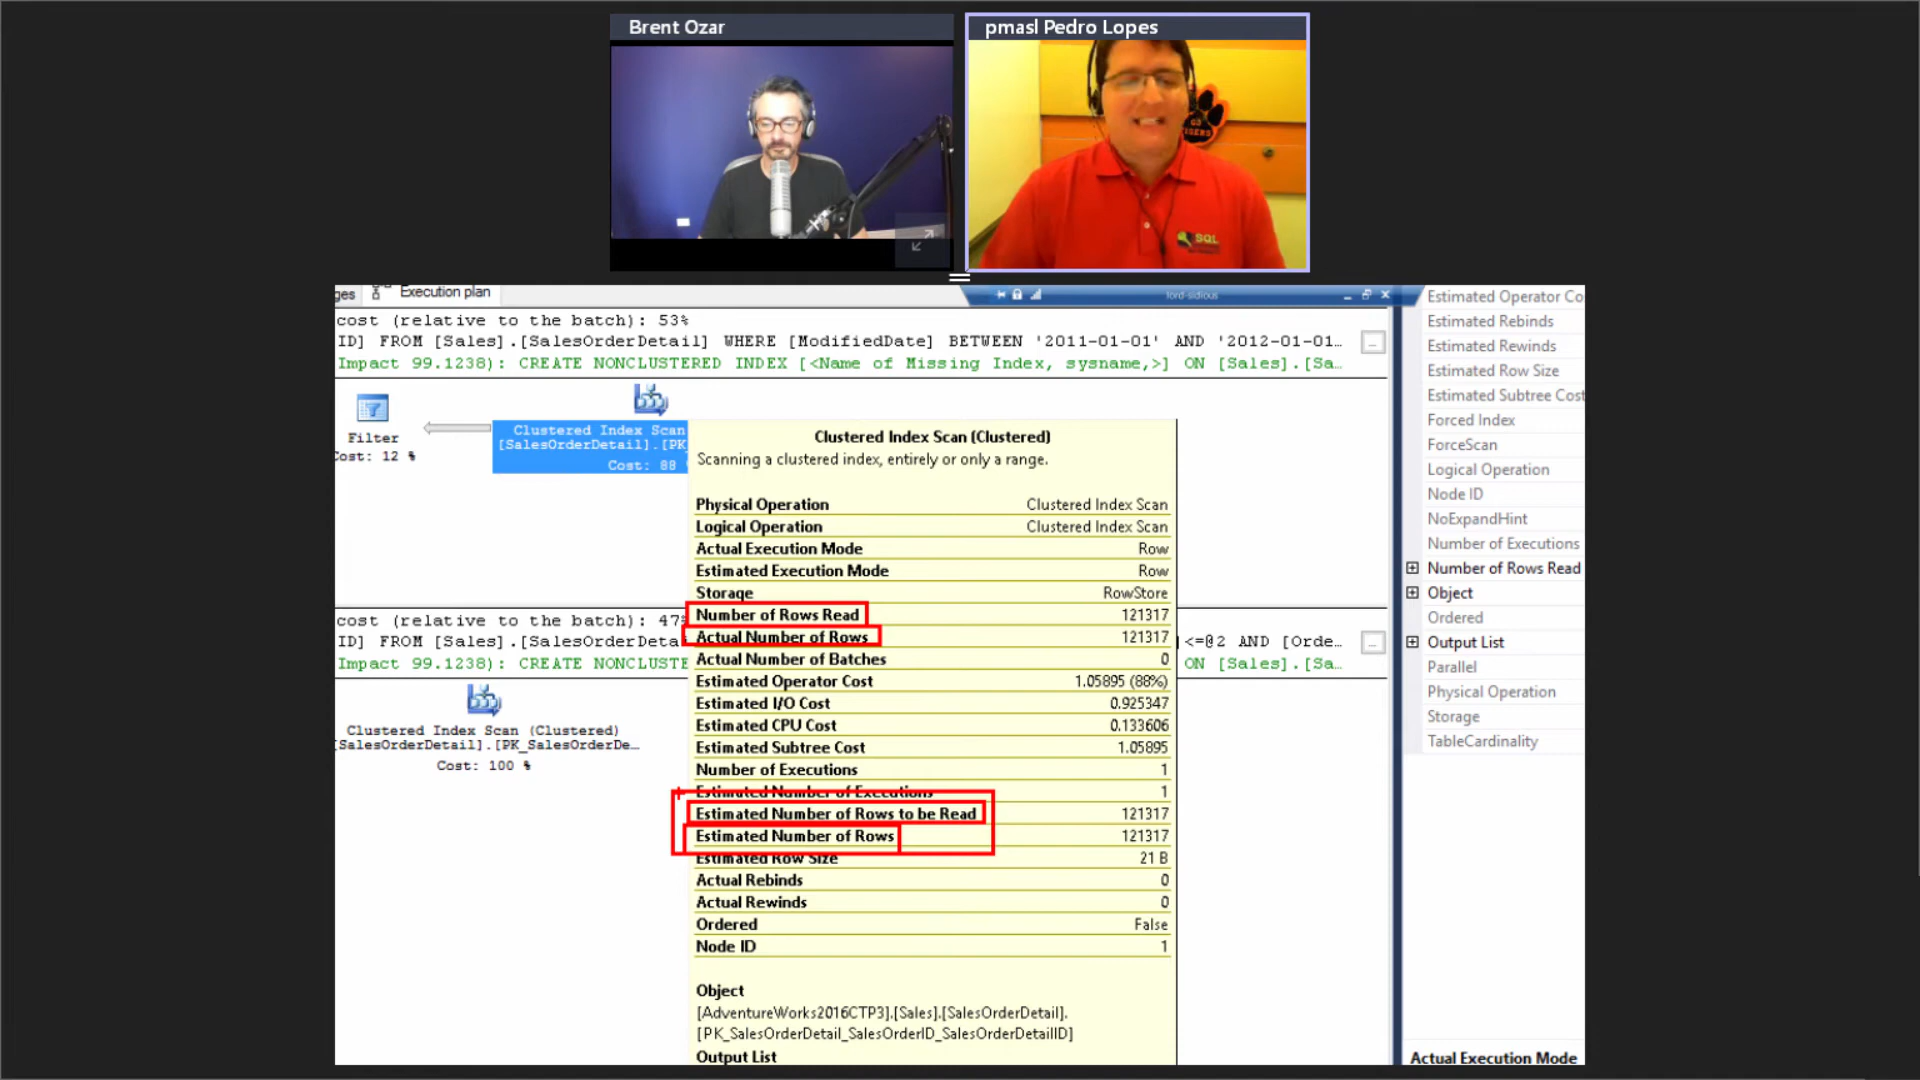 Brent Ozar
pmasl Pedro Lopes
GO
TIGERS
SQL
ges
Execution plan
lord-sidious
cost (relative to the batch): 53%
ID] FROM [Sales].[SalesOrderDetail] WHERE [ModifiedDate] BETWEEN '2011-01-01' AND '2012-01-01...
...
Impact 99.1238): CREATE NONCLUSTERED INDEX [<Name of Missing Index, sysname,>] ON [Sales].[Sa...
Filter
Cost: 12 %
Clustered Index Scan
[SalesOrderDetail].[PK_
Cost: 88
Clustered Index Scan (Clustered)
Scanning a clustered index, entirely or only a range.
Physical Operation Clustered Index Scan
Logical Operation Clustered Index Scan
Actual Execution Mode Row
Estimated Execution Mode Row
Storage RowStore
Number of Rows Read 121317
Actual Number of Rows 121317
Actual Number of Batches 0
Estimated Operator Cost 1.05895 (88%)
Estimated I/O Cost 0.925347
Estimated CPU Cost 0.133606
Estimated Subtree Cost 1.05895
Number of Executions 1
Estimated Number of Executions 1
Estimated Number of Rows to be Read 121317
Estimated Number of Rows 121317
Estimated Row Size 21 B
Actual Rebinds 0
Actual Rewinds 0
Ordered False
Node ID 1
Object
[AdventureWorks2016CTP3].[Sales].[SalesOrderDetail].
[PK_SalesOrderDetail_SalesOrderID_SalesOrderDetailID]
Output List
cost (relative to the batch): 47%
ID] FROM [Sales].[SalesOrderDeta
]<=@2 AND [Orde...
...
Impact 99.1238): CREATE NONCLUSTE
ON [Sales].[Sa...
Clustered Index Scan (Clustered)
[SalesOrderDetail].[PK_SalesOrderDe...
Cost: 100 %
Estimated Operator Co
Estimated Rebinds
Estimated Rewinds
Estimated Row Size
Estimated Subtree Cost
Forced Index
ForceScan
Logical Operation
Node ID
NoExpandHint
Number of Executions
Number of Rows Read
Object
Ordered
Output List
Parallel
Physical Operation
Storage
TableCardinality
Actual Execution Mode